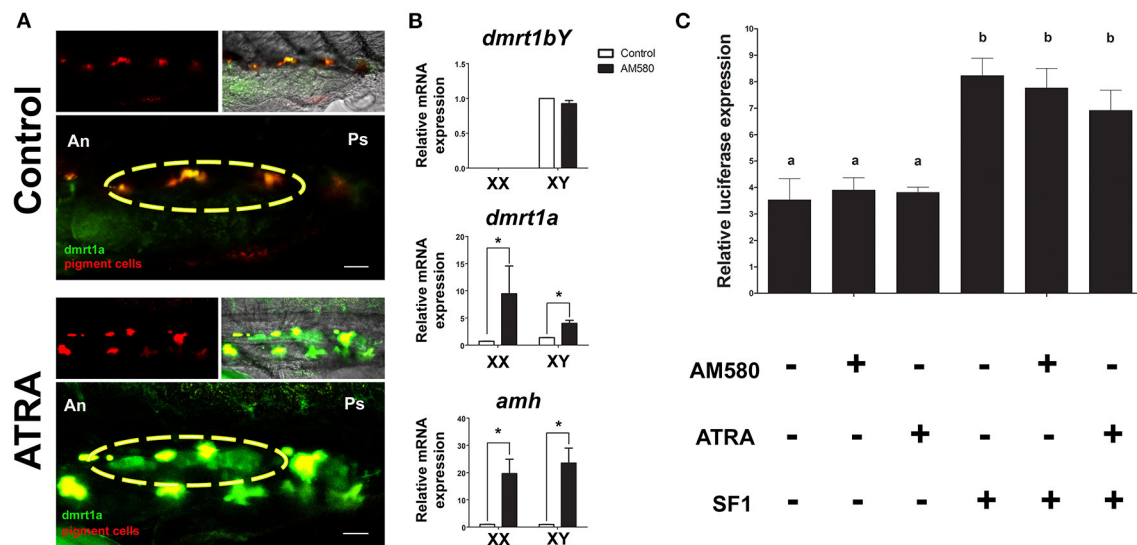 A
Control
An
Ps
dmrt1a
pigment cells
ATRA
An
Ps
dmrt1a
pigment cells
B
dmrt1bY
Control
AM580
Relative mRNA
expression
1.5
1.0
0.5
0.0
XX
XY
dmrt1a
Relative mRNA
expression
20
15
10
5
0
*
*
XX
XY
amh
Relative mRNA
expression
40
30
20
10
0
*
*
XX
XY
C
Relative luciferase expression
10
9
8
7
6
5
4
3
2
1
0
a a a b b b
AM580 - + - - + -
ATRA - - + - - +
SF1 - - - + + +